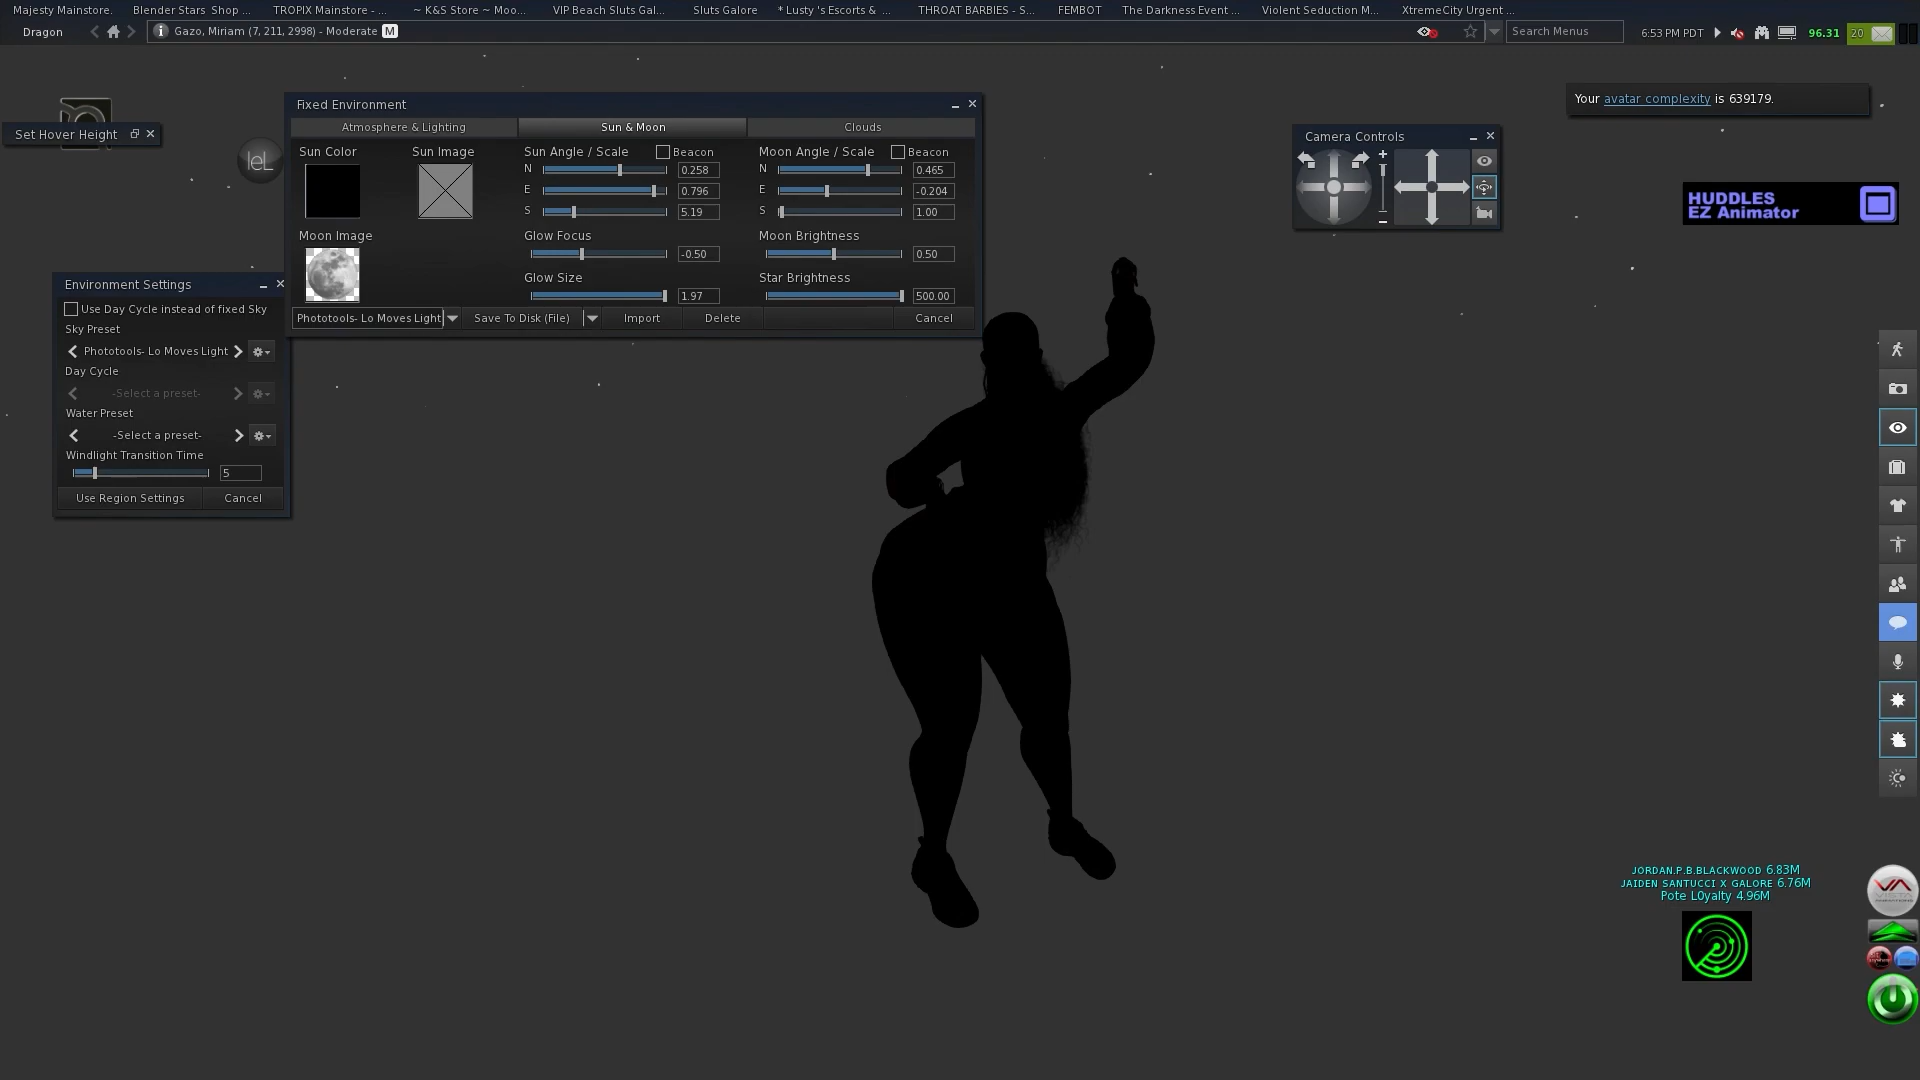 Majesty Mainstore.
Blender Stars Shop ...
TROPIX Mainstore - ...
~ K&S Store ~ Moo...
VIP Beach Sluts Gal...
Sluts Galore
* Lusty 's Escorts & ...
THROAT BARBIES - S...
FEMBOT
The Darkness Event ...
Violent Seduction M...
XtremeCity Urgent ...
Dragon
Gazo, Miriam (7, 211, 2998) - Moderate M
Search Menus
6:53 PM PDT
96.31
20
Your avatar complexity is 639179.
Set Hover Height
leL
Fixed Environment
Atmosphere & Lighting
Sun & Moon
Clouds
Sun Color
Sun Image
Moon Image
Sun Angle / Scale
Beacon
N 0.258
E 0.796
S 5.19
Glow Focus
-0.50
Glow Size
1.97
Moon Angle / Scale
Beacon
N 0.465
E -0.204
S 1.00
Moon Brightness
0.50
Star Brightness
500.00
Phototools- Lo Moves Light
Save To Disk (File)
Import
Delete
Cancel
Camera Controls
HUDDLES
EZ Animator
Environment Settings
Use Day Cycle instead of fixed Sky
Sky Preset
Phototools- Lo Moves Light
Day Cycle
-Select a preset-
Water Preset
-Select a preset-
Windlight Transition Time
5
Use Region Settings
Cancel
JORDAN.P.B.BLACKWOOD 6.83M
JAIDEN SANTUCCI X GALORE 6.76M
Pote L0yalty 4.96M
VISTA